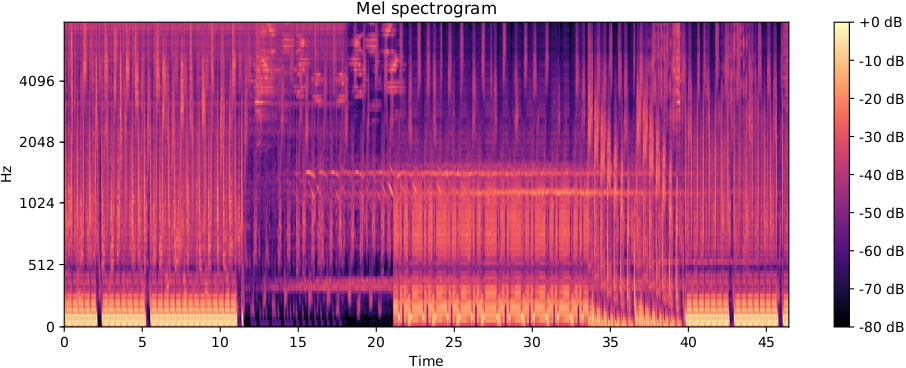 Mel spectrogram
+0 dB
-10 dB
-20 dB
-30 dB
-40 dB
-50 dB
-60 dB
-70 dB
-80 dB
Hz
4096
2048
1024
512
0
0 5 10 15 20 25 30 35 40 45
Time